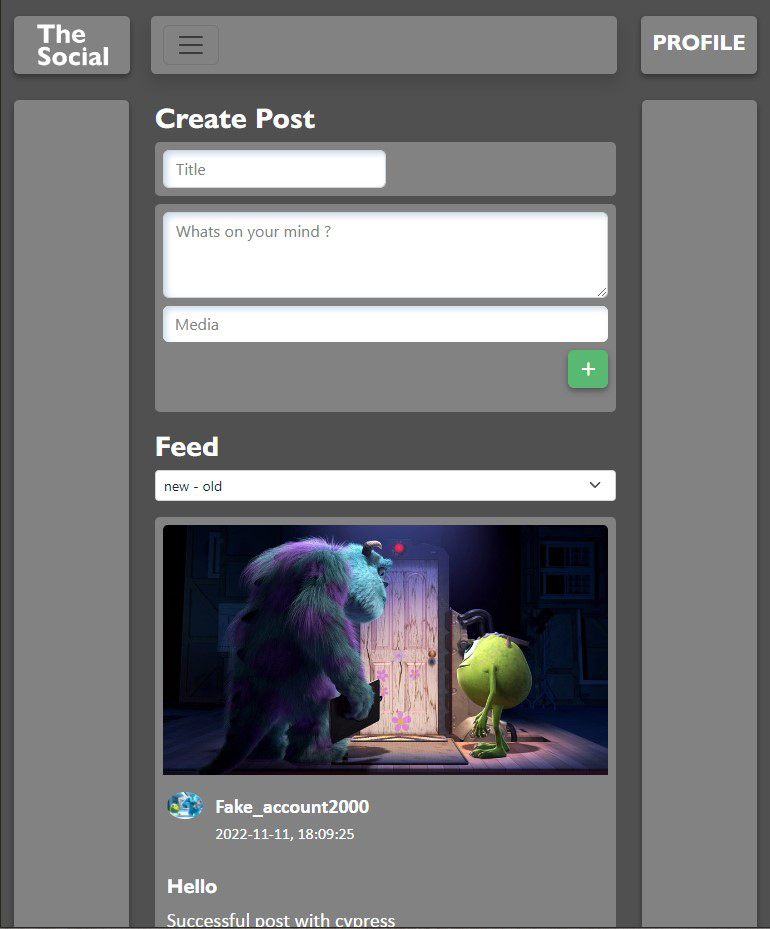 The
Social
PROFILE
Create Post
Title
Whats on your mind ?
Media
+
Feed
new - old
Fake_account2000
2022-11-11, 18:09:25
Hello
Successful post with cypress